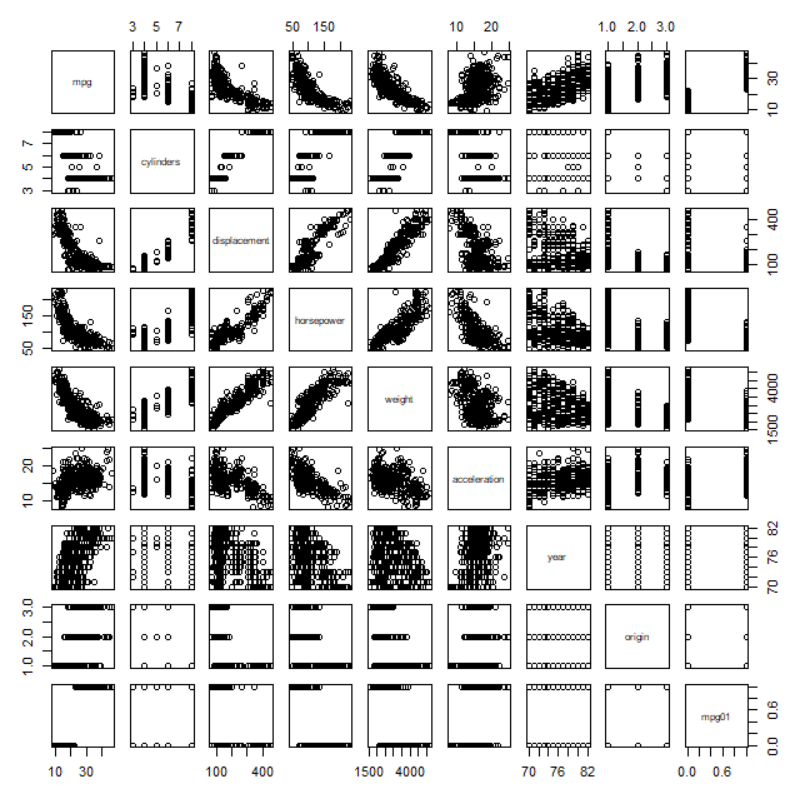 3 5 7 50 150 10 20 1.0 2.0 3.0
mpg 10 30
3 5 7 cylinders
displacement 100 400
50 150 horsepower
weight 1500 4000
10 20 acceleration
year 70 76 82
1.0 2.0 3.0 origin
mpg01 0.0 0.6
10 30 100 400 1500 4000 70 76 82 0.0 0.6